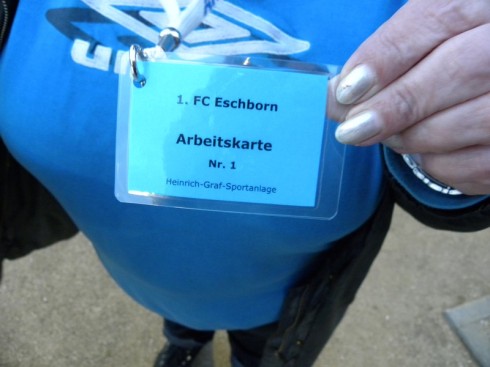 1. FC Eschborn
Arbeitskarte
Nr. 1
Heinrich-Graf-Sportanlage